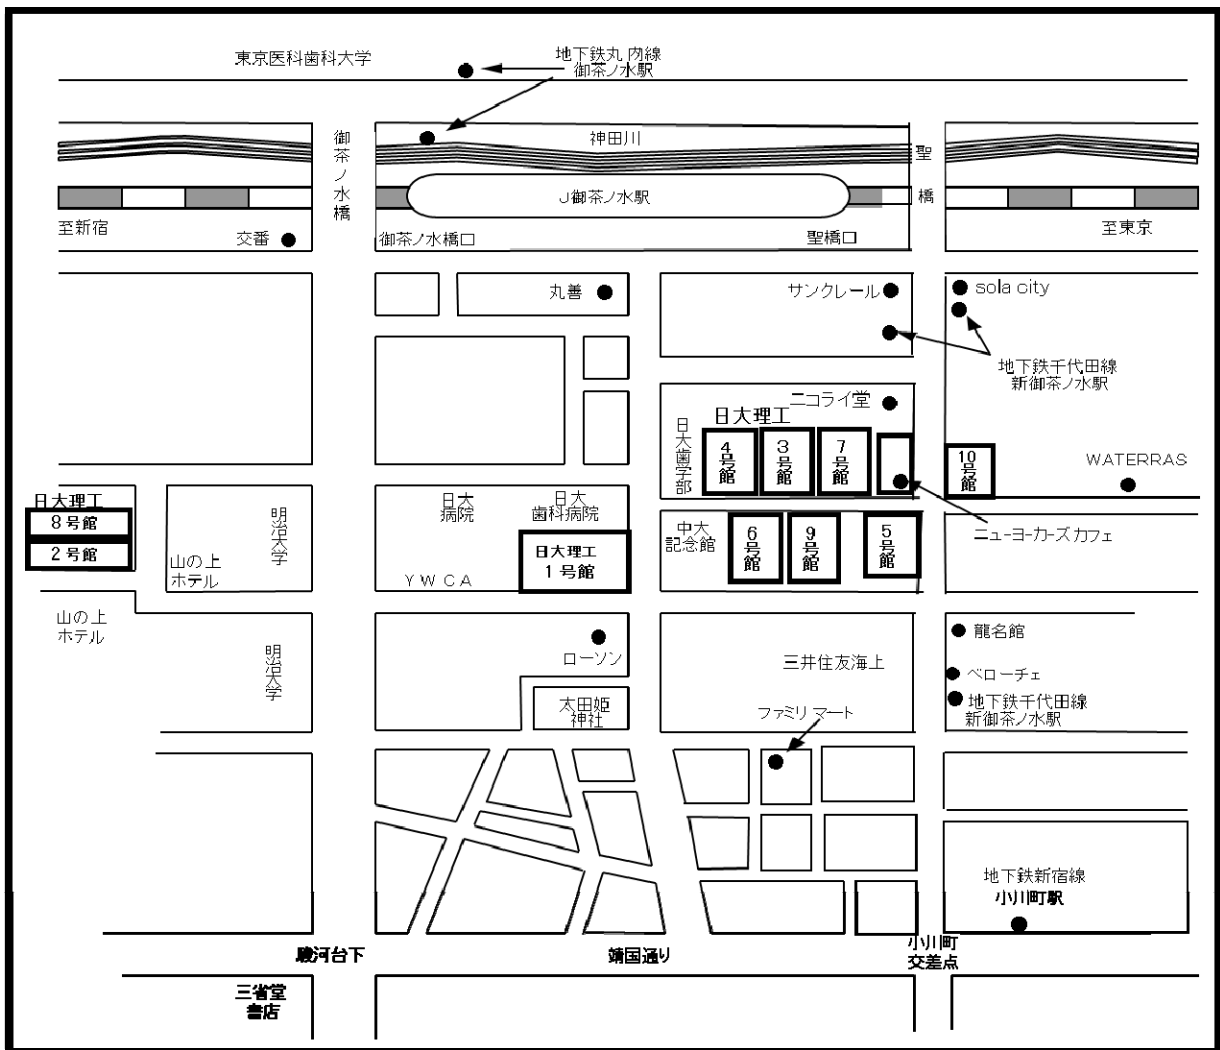 東京医科歯科大学
地下鉄丸 内線
御茶ノ水駅
御茶ノ水橋
神田川
聖橋
J御茶ノ水駅
至新宿
交番
御茶ノ水橋口
聖橋口
至東京
丸善
サンクレール
sola city
地下鉄千代田線
新御茶ノ水駅
ニコライ堂
日大理工
日大歯学部
4号館
3号館
7号館
10号館
WATERRAS
日大理工
8号館
2号館
明治大学
山の上
ホテル
日大
病院
日大
歯科病院
日大理工
1号館
YWCA
中大
記念館
6号館
9号館
5号館
ニューヨーカーズカフェ
山の上
ホテル
明治大学
ローソン
太田姫
神社
三井住友海上
ファミリマート
龍名館
ベローチェ
地下鉄千代田線
新御茶ノ水駅
地下鉄新宿線
小川町駅
駿河台下
靖国通り
小川町
交差点
三省堂
書店